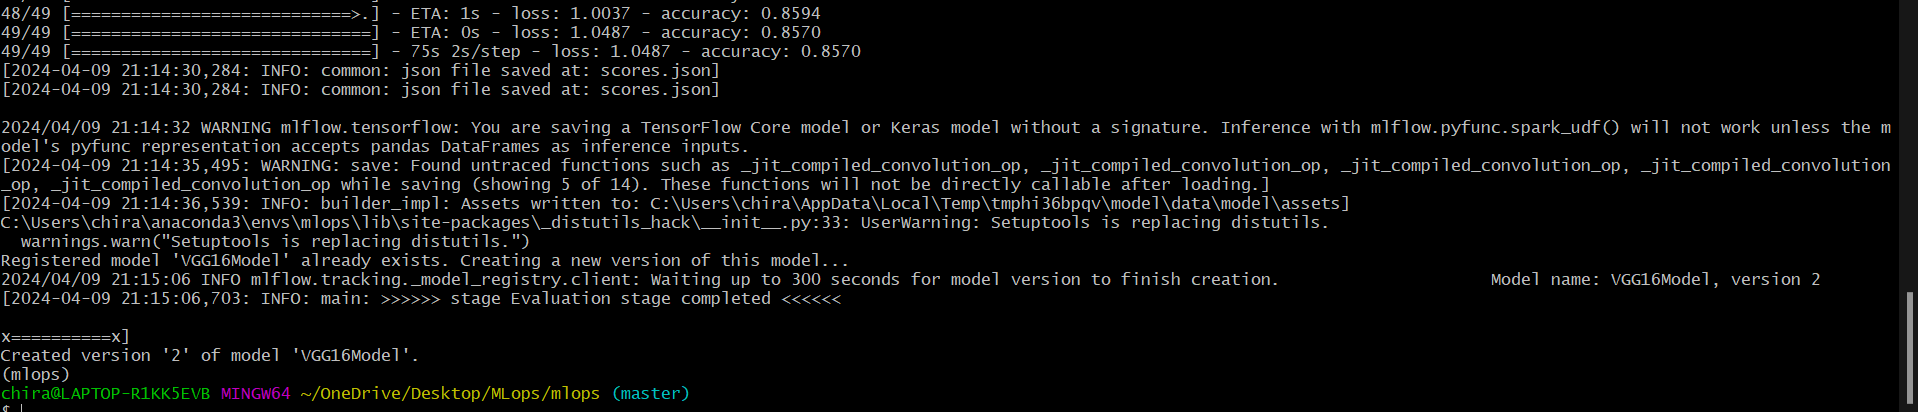 48/49 [============================>.] - ETA: 1s - loss: 1.0037 - accuracy: 0.8594
49/49 [==============================] - ETA: 0s - loss: 1.0487 - accuracy: 0.8570
49/49 [==============================] - 75s 2s/step - loss: 1.0487 - accuracy: 0.8570
[2024-04-09 21:14:30,284: INFO: common: json file saved at: scores.json]
[2024-04-09 21:14:30,284: INFO: common: json file saved at: scores.json]
2024/04/09 21:14:32 WARNING mlflow.tensorflow: You are saving a TensorFlow Core model or Keras model without a signature. Inference with mlflow.pyfunc.spark_udf() will not work unless the m
odel's pyfunc representation accepts pandas DataFrames as inference inputs.
[2024-04-09 21:14:35,495: WARNING: save: Found untraced functions such as _jit_compiled_convolution_op, _jit_compiled_convolution_op, _jit_compiled_convolution_op, _jit_compiled_convolution
_op, _jit_compiled_convolution_op while saving (showing 5 of 14). These functions will not be directly callable after loading.]
[2024-04-09 21:14:36,539: INFO: builder_impl: Assets written to: C:\Users\chira\AppData\Local\Temp\tmphi36bpqv\model\data\model\assets]
C:\Users\chira\anaconda3\envs\mlops\lib\site-packages\_distutils_hack\__init__.py:33: UserWarning: Setuptools is replacing distutils.
  warnings.warn("Setuptools is replacing distutils.")
Registered model 'VGG16Model' already exists. Creating a new version of this model...
2024/04/09 21:15:06 INFO mlflow.tracking._model_registry.client: Waiting up to 300 seconds for model version to finish creation.                     Model name: VGG16Model, version 2
[2024-04-09 21:15:06,703: INFO: main: >>>>>> stage Evaluation stage completed <<<<<<
x==========x]
Created version '2' of model 'VGG16Model'.
(mlops)
chira@LAPTOP-R1KK5EVB MINGW64 ~/OneDrive/Desktop/MLops/mlops (master)
$